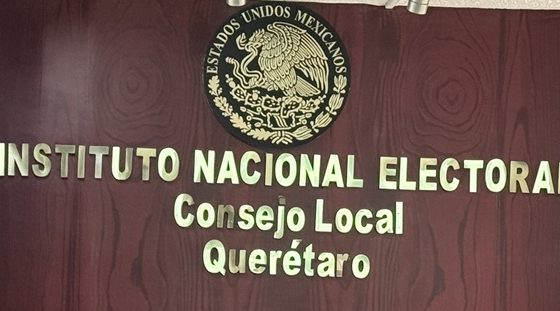 ESTADOS UNIDOS MEXICANOS
INSTITUTO NACIONAL ELECTORAL
Consejo Local
Querétaro